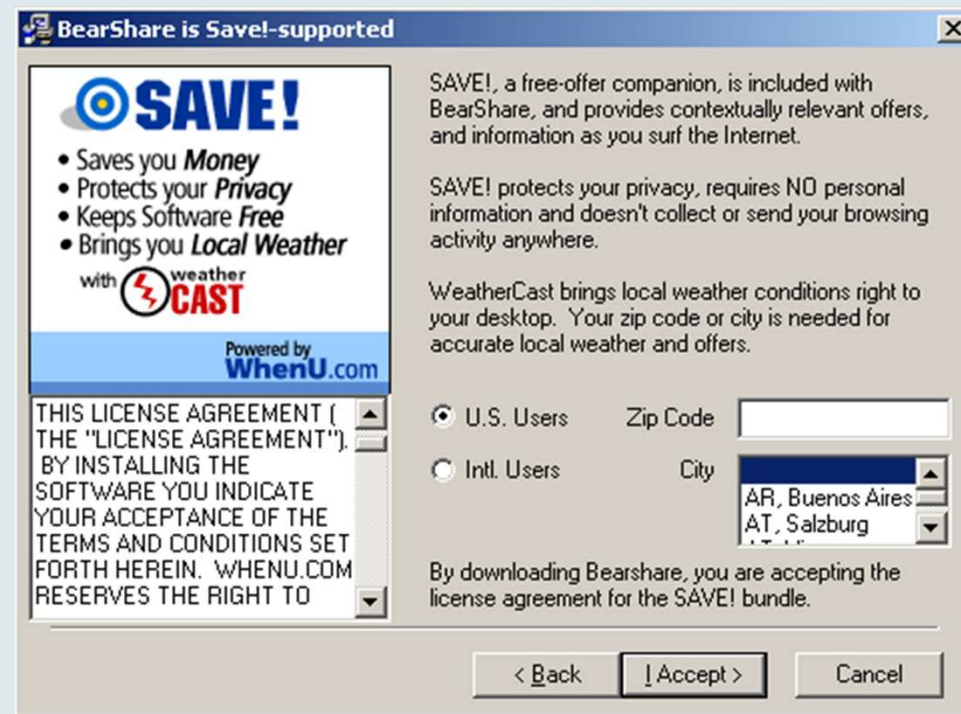 BearShare is Save!-supported
SAVE!
• Saves you Money
• Protects your Privacy
• Keeps Software Free
• Brings you Local Weather
with weather
CAST
Powered by
WhenU.com
THIS LICENSE AGREEMENT (
THE "LICENSE AGREEMENT").
BY INSTALLING THE
SOFTWARE YOU INDICATE
YOUR ACCEPTANCE OF THE
TERMS AND CONDITIONS SET
FORTH HEREIN. WHENU.COM
RESERVES THE RIGHT TO
SAVE!, a free-offer companion, is included with
BearShare, and provides contextually relevant offers,
and information as you surf the Internet.
SAVE! protects your privacy, requires NO personal
information and doesn't collect or send your browsing
activity anywhere.
WeatherCast brings local weather conditions right to
your desktop. Your zip code or city is needed for
accurate local weather and offers.
U.S. Users Zip Code
Intl. Users City
AR, Buenos Aires
AT, Salzburg
By downloading Bearshare, you are accepting the
license agreement for the SAVE! bundle.
< Back I Accept > Cancel